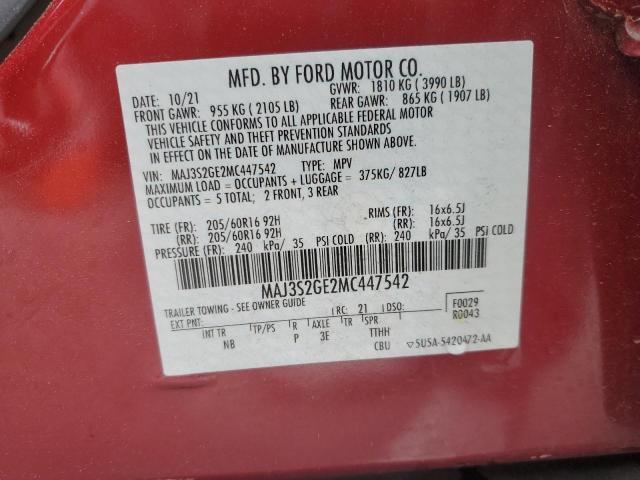 MFD. BY FORD MOTOR CO.
DATE: 10/21 GVWR: 1810 KG ( 3990 LB)
FRONT GAWR: 955 KG ( 2105 LB) REAR GAWR: 865 KG ( 1907 LB)
THIS VEHICLE CONFORMS TO ALL APPLICABLE FEDERAL MOTOR
VEHICLE SAFETY AND THEFT PREVENTION STANDARDS
IN EFFECT ON THE DATE OF MANUFACTURE SHOWN ABOVE.
VIN: MAJ3S2GE2MC447542 TYPE: MPV
MAXIMUM LOAD = OCCUPANTS + LUGGAGE = 375KG/ 827LB
OCCUPANTS = 5 TOTAL; 2 FRONT, 3 REAR
TIRE (FR): 205/60R16 92H RIMS (FR): 16x6.5J
(RR): 205/60R16 92H (RR): 16x6.5J
PRESSURE (FR): 240 kPa/ 35 PSI COLD (RR): 240 kPa/ 35 PSI COLD
MAJ3S2GE2MC447542
TRAILER TOWING - SEE OWNER GUIDE
EXT PNT: RC: 21 DSO: F0029
R0043
INT TR TP/PS R AXLE TR SPR
NB P 3E TTHH
CBU ▽5U5A-5420472-AA